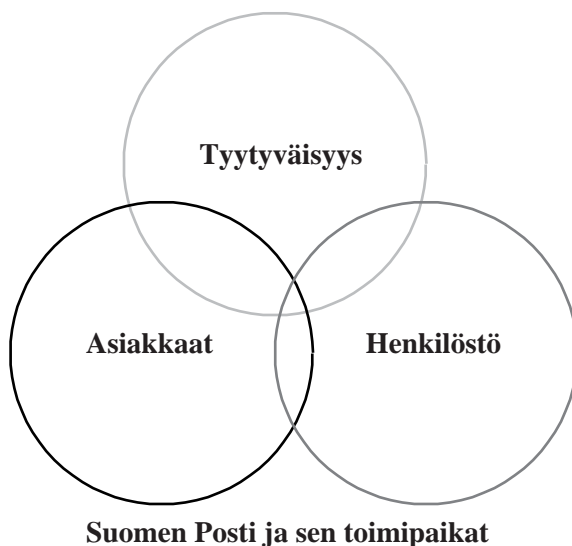 Tyytyväisyys
Asiakkaat
Henkilöstö
Suomen Posti ja sen toimipaikat